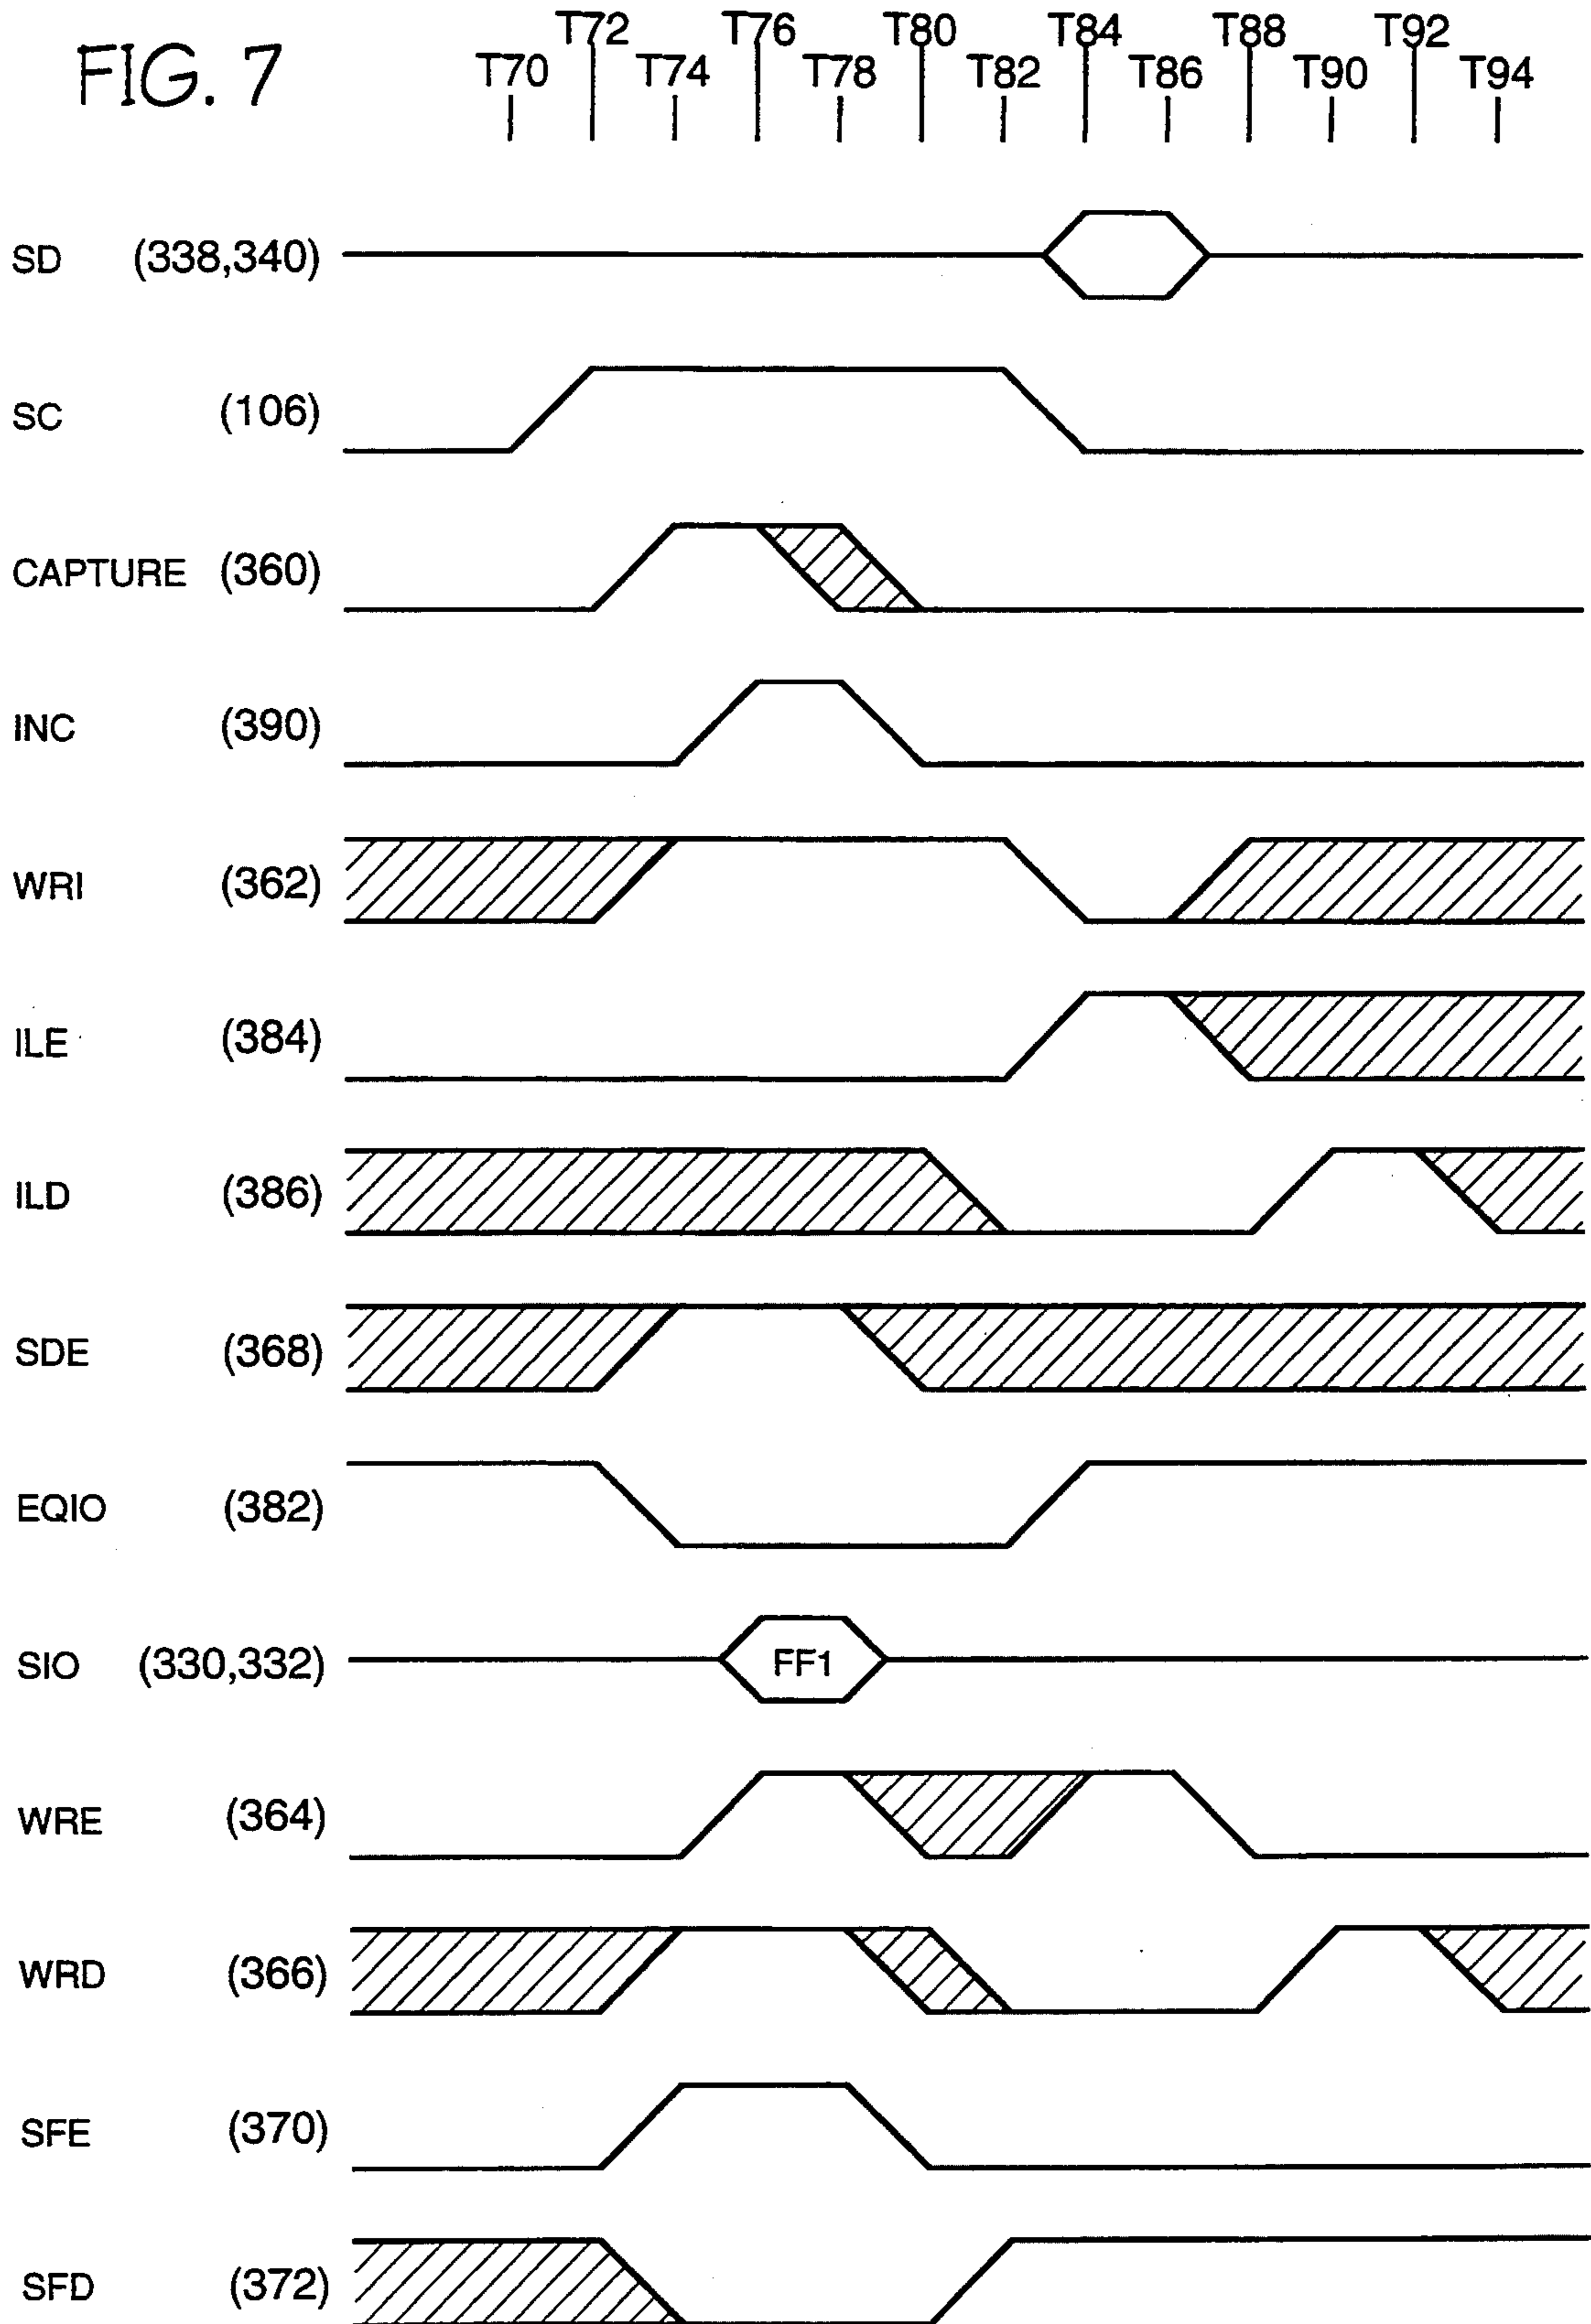 FIG. 7
T72 T76 T80 T84 T88 T92
T70 T74 T78 T82 T86 T90 T94
SD (338,340)
SC (106)
CAPTURE (360)
INC (390)
WRI (362)
ILE (384)
ILD (386)
SDE (368)
EQIO (382)
SIO (330,332) FF1
WRE (364)
WRD (366)
SFE (370)
SFD (372)